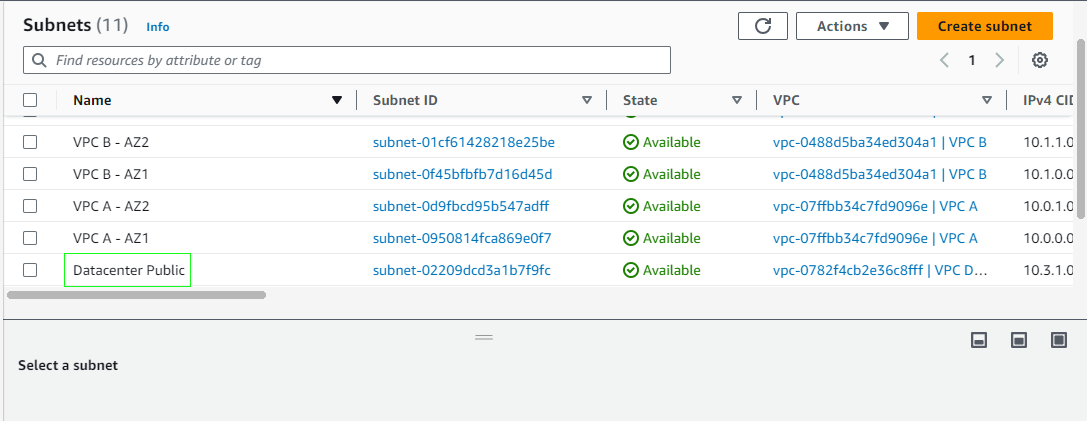 Subnets (11) Info Actions Create subnet
Find resources by attribute or tag 1
Name Subnet ID State VPC IPv4 CID
VPC B - AZ2 subnet-01cf61428218e25be Available vpc-0488d5ba34ed304a1 | VPC B 10.1.1.0
VPC B - AZ1 subnet-0f45bfbfb7d16d45d Available vpc-0488d5ba34ed304a1 | VPC B 10.1.0.0
VPC A - AZ2 subnet-0d9fbcd95b547adff Available vpc-07ffbb34c7fd9096e | VPC A 10.0.1.0
VPC A - AZ1 subnet-0950814fca869e0f7 Available vpc-07ffbb34c7fd9096e | VPC A 10.0.0.0
Datacenter Public subnet-02209dcd3a1b7f9fc Available vpc-0782f4cb2e36c8fff | VPC D... 10.3.1.0
Select a subnet